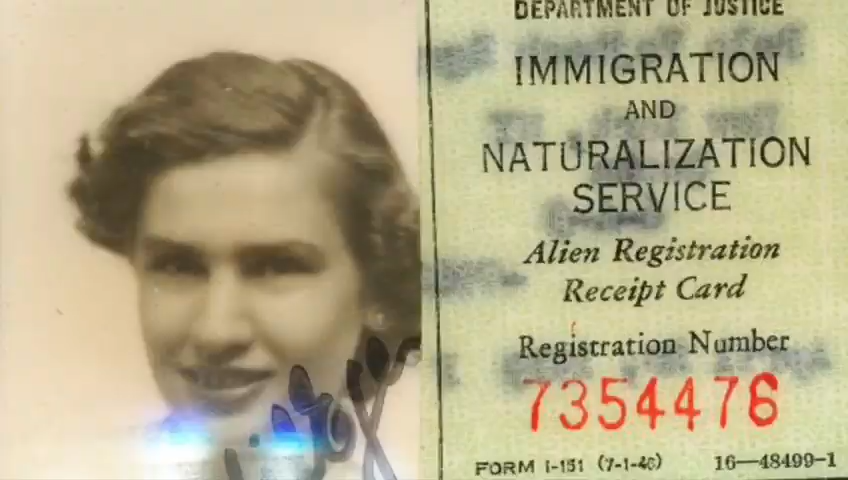 DEPARTMENT OF JUSTICE
IMMIGRATION
AND
NATURALIZATION
SERVICE
Alien Registration
Receipt Card
Registration Number
7354476
FORM I-151 (7-1-46)
16—48499-1